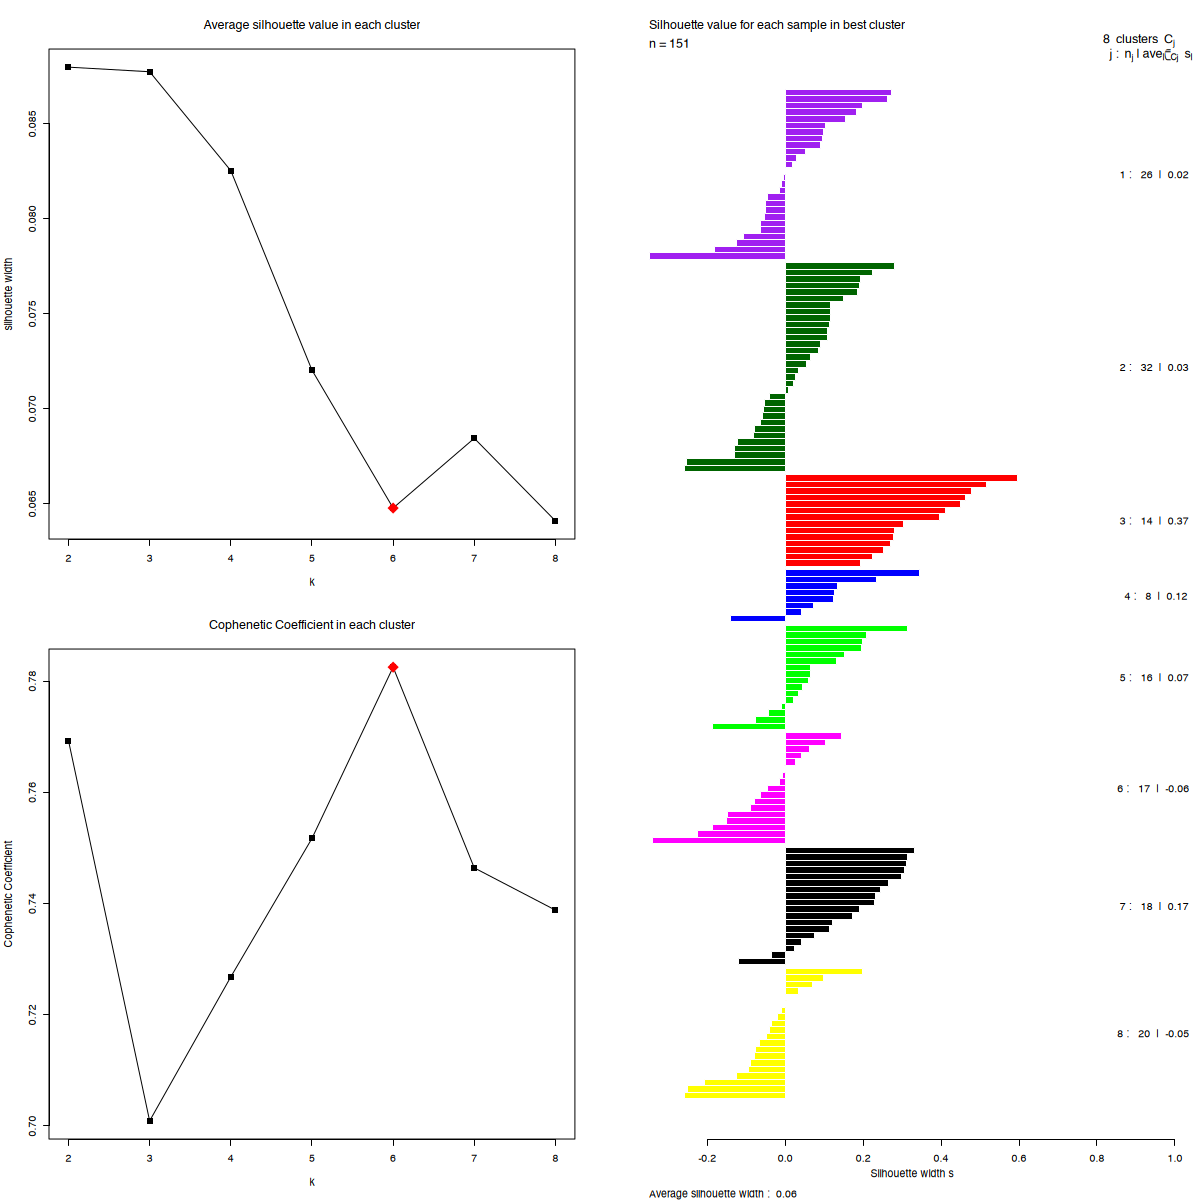 Average silhouette value in each cluster
silhouette width
0.085
0.080
0.075
0.070
0.065
2 3 4 5 6 7 8
k
Cophenetic Coefficient in each cluster
Cophenetic Coefficient
0.78
0.76
0.74
0.72
0.70
2 3 4 5 6 7 8
k
Silhouette value for each sample in best cluster
n = 151
8 clusters Cj
j : nj | avei∈Cj si
1 : 26 | 0.02
2 : 32 | 0.03
3 : 14 | 0.37
4 : 8 | 0.12
5 : 16 | 0.07
6 : 17 | -0.06
7 : 18 | 0.17
8 : 20 | -0.05
-0.2 0.0 0.2 0.4 0.6 0.8 1.0
Silhouette width s
Average silhouette width : 0.06